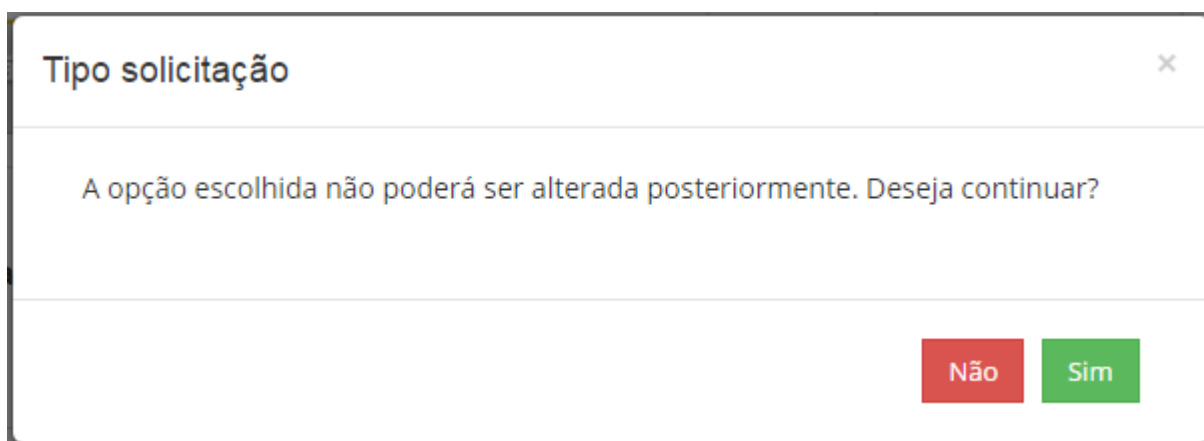 Tipo solicitação
×
A opção escolhida não poderá ser alterada posteriormente. Deseja continuar?
Não
Sim